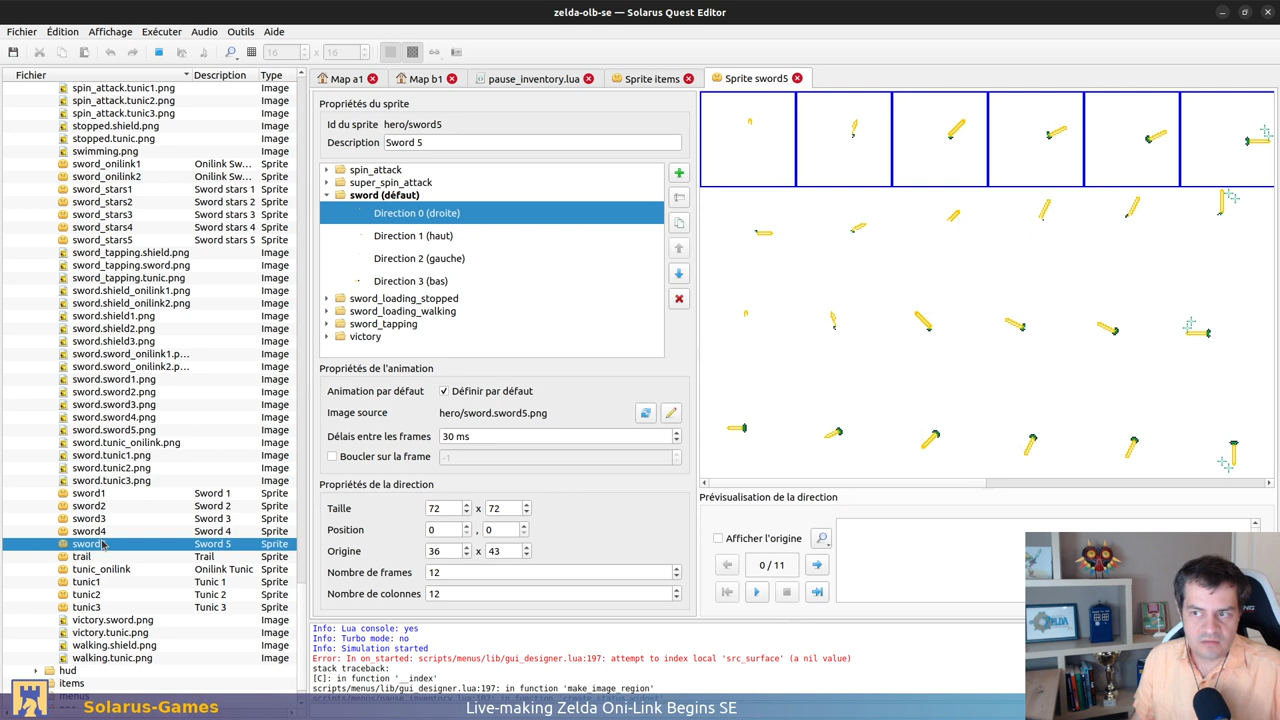 zelda-olb-se — Solarus Quest Editor
Fichier Édition Affichage Exécuter Audio Outils Aide
16 x 16
Fichier Description Type
Map a1 Map b1 pause_inventory.lua Sprite items Sprite sword5
spin_attack.tunic1.png Image
spin_attack.tunic2.png Image
spin_attack.tunic3.png Image
stopped.shield.png Image
stopped.tunic.png Image
swimming.png Image
sword_onilink1 Onilink Sw... Sprite
sword_onilink2 Onilink Sw... Sprite
sword_stars1 Sword stars 1 Sprite
sword_stars2 Sword stars 2 Sprite
sword_stars3 Sword stars 3 Sprite
sword_stars4 Sword stars 4 Sprite
sword_stars5 Sword stars 5 Sprite
sword_tapping.shield.png Image
sword_tapping.sword.png Image
sword_tapping.tunic.png Image
sword.shield_onilink1.png Image
sword.shield_onilink2.png Image
sword.shield1.png Image
sword.shield2.png Image
sword.shield3.png Image
sword.sword_onilink1.p... Image
sword.sword_onilink2.p... Image
sword.sword1.png Image
sword.sword2.png Image
sword.sword3.png Image
sword.sword4.png Image
sword.sword5.png Image
sword.tunic_onilink.png Image
sword.tunic1.png Image
sword.tunic2.png Image
sword.tunic3.png Image
sword1 Sword 1 Sprite
sword2 Sword 2 Sprite
sword3 Sword 3 Sprite
sword4 Sword 4 Sprite
sword5 Sword 5 Sprite
trail Trail Sprite
tunic_onilink Onilink Tunic Sprite
tunic1 Tunic 1 Sprite
tunic2 Tunic 2 Sprite
tunic3 Tunic 3 Sprite
victory.sword.png Image
victory.tunic.png Image
walking.shield.png Image
walking.tunic.png Image
hud
items
menus
Propriétés du sprite
Id du sprite hero/sword5
Description Sword 5
spin_attack
super_spin_attack
sword (défaut)
Direction 0 (droite)
Direction 1 (haut)
Direction 2 (gauche)
Direction 3 (bas)
sword_loading_stopped
sword_loading_walking
sword_tapping
victory
Propriétés de l'animation
Animation par défaut Définir par défaut
Image source hero/sword.sword5.png
Délais entre les frames 30 ms
Boucler sur la frame -1
Propriétés de la direction
Taille 72 x 72
Position 0 , 0
Origine 36 x 43
Nombre de frames 12
Nombre de colonnes 12
Prévisualisation de la direction
Afficher l'origine
0 / 11
Info: Lua console: yes
Info: Turbo mode: no
Info: Simulation started
Error: In on_started: scripts/menus/lib/gui_designer.lua:197: attempt to index local 'src_surface' (a nil value)
stack traceback:
[C]: in function '__index'
scripts/menus/lib/gui_designer.lua:197: in function 'make_image_region'
Solarus-Games
Live-making Zelda Oni-Link Begins SE